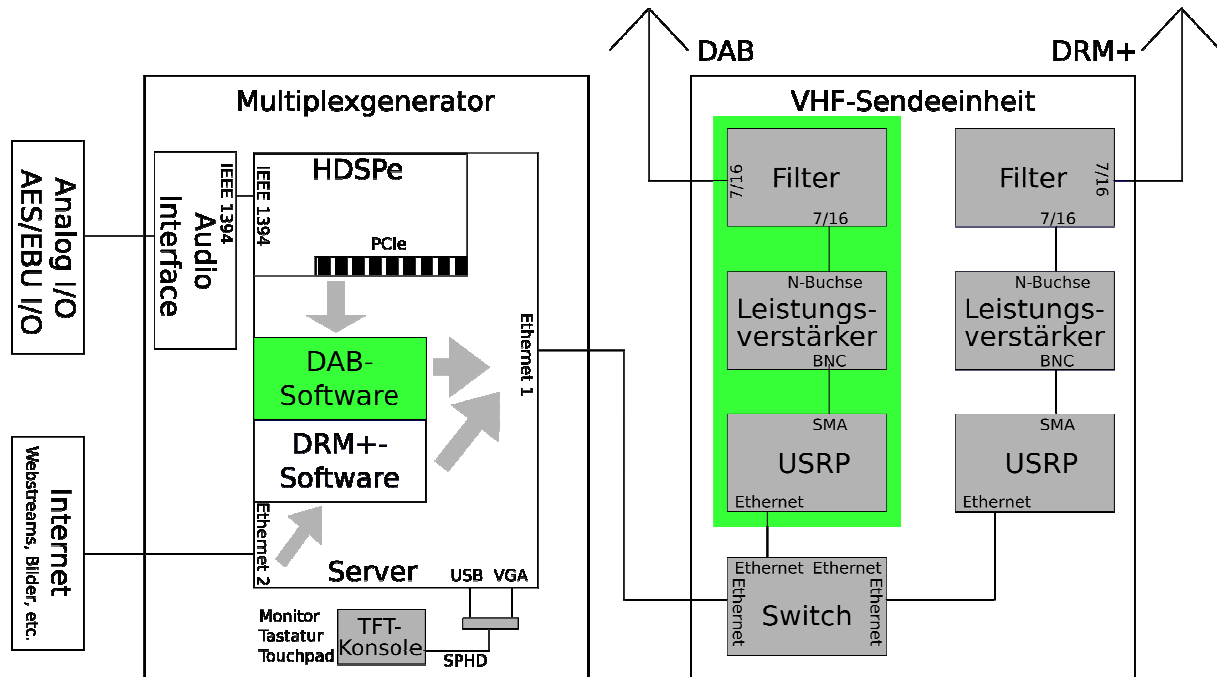 DAB
DRM+
Multiplexgenerator
VHF-Sendeeinheit
Analog I/O
AES/EBU I/O
Audio
Interface
IEEE 1394
IEEE 1394
HDSPe
PCIe
DAB-
Software
DRM+-
Software
Ethernet 1
Ethernet 2
Server
USB
VGA
Internet
Webstreams, Bilder, etc.
Monitor
Tastatur
Touchpad
TFT-
Konsole
SPHD
Filter
7/16
7/16
N-Buchse
Leistungs-
verstärker
BNC
SMA
USRP
Ethernet
Filter
7/16
7/16
N-Buchse
Leistungs-
verstärker
BNC
SMA
USRP
Ethernet
Ethernet Ethernet
Ethernet
Switch
Ethernet